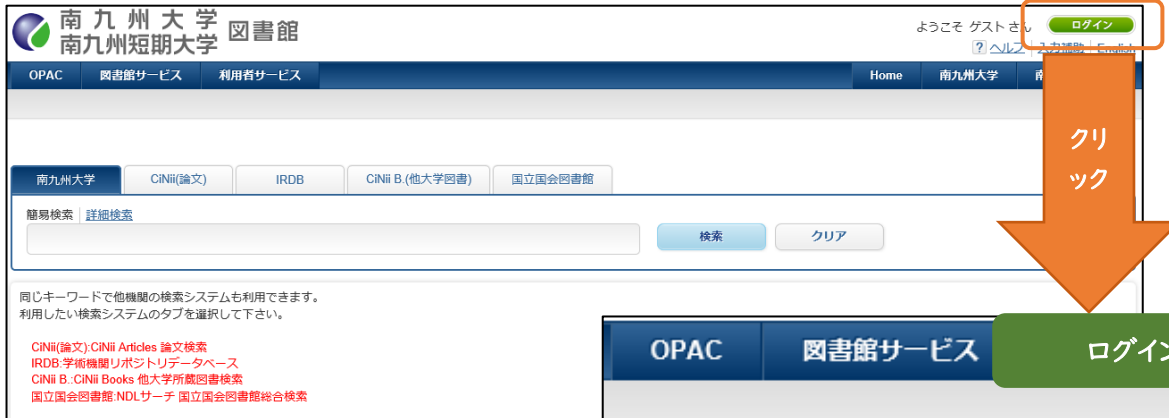 南九州大学
南九州短期大学 図書館
ようこそ ゲストさん ログイン
? ヘルプ 入力補助 English
OPAC 図書館サービス 利用者サービス Home 南九州大学
クリ
ック
南九州大学 CiNii(論文) IRDB CiNii B.(他大学図書) 国立国会図書館
簡易検索 詳細検索
検索 クリア
同じキーワードで他機関の検索システムも利用できます。
利用したい検索システムのタブを選択して下さい。
CiNii(論文):CiNii Articles 論文検索
IRDB:学術機関リポジトリデータベース
CiNii B.:CiNii Books 他大学所蔵図書検索
国立国会図書館:NDLサーチ 国立国会図書館総合検索
OPAC 図書館サービス ログイン